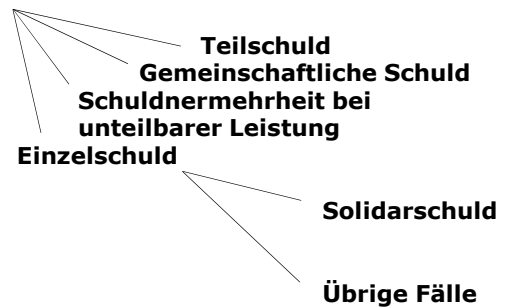 Teilschuld
Gemeinschaftliche Schuld
Schuldnermehrheit bei
unteilbarer Leistung
Einzelschuld
Solidarschuld
Übrige Fälle